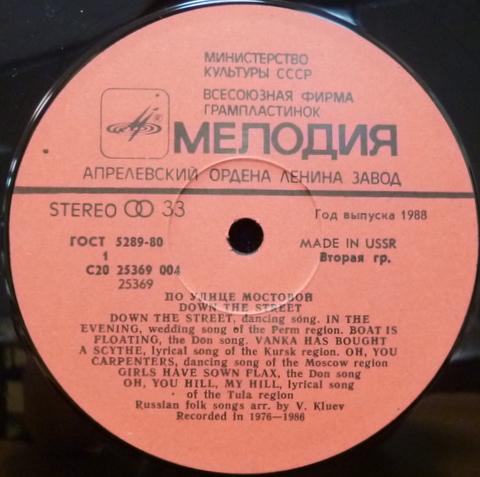 МИНИСТЕРСТВО
КУЛЬТУРЫ СССР
ВСЕСОЮЗНАЯ ФИРМА
ГРАМПЛАСТИНОК
МЕЛОДИЯ
АПРЕЛЕВСКИЙ ОРДЕНА ЛЕНИНА ЗАВОД
STEREO 33
Год выпуска 1988
ГОСТ 5289-80
MADE IN USSR
1
Вторая гр.
С20 25369 004
25369
ПО УЛИЦЕ МОСТОВОЙ
DOWN THE STREET
DOWN THE STREET, dancing song. IN THE
EVENING, wedding song of the Perm region. BOAT IS
FLOATING, the Don song. VANKA HAS BOUGHT
A SCYTHE, lyrical song of the Kursk region. OH, YOU
CARPENTERS, dancing song of the Moscow region
GIRLS HAVE SOWN FLAX, the Don song
OH, YOU HILL, MY HILL, lyrical song
of the Tula region
Russian folk songs arr. by V. Kluev
Recorded in 1976—1986